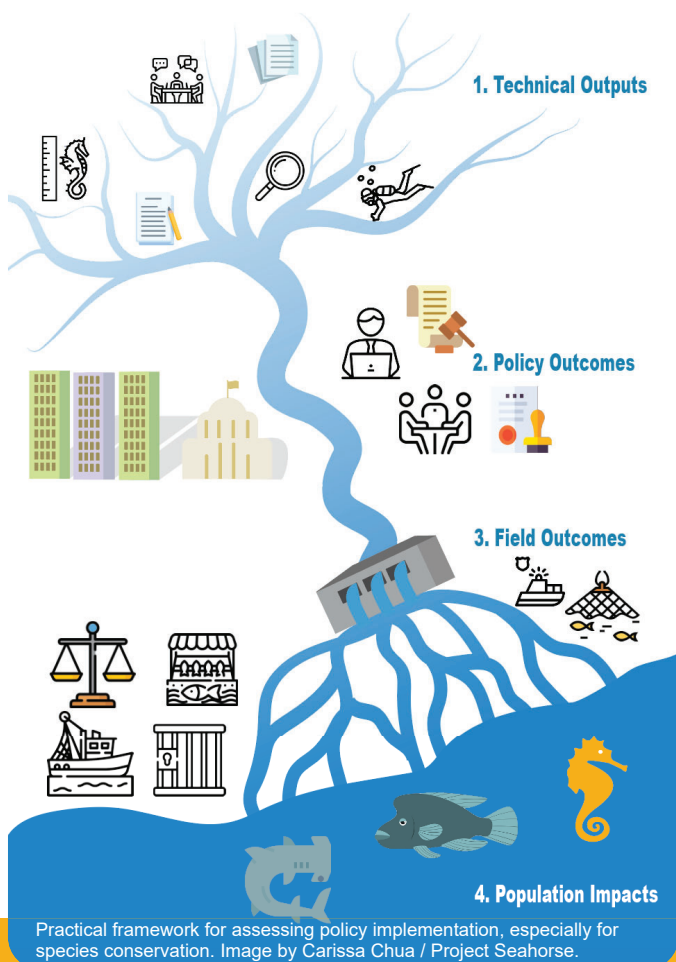 1. Technical Outputs
2. Policy Outcomes
3. Field Outcomes
4. Population Impacts
Practical framework for assessing policy implementation, especially for
species conservation. Image by Carissa Chua / Project Seahorse.